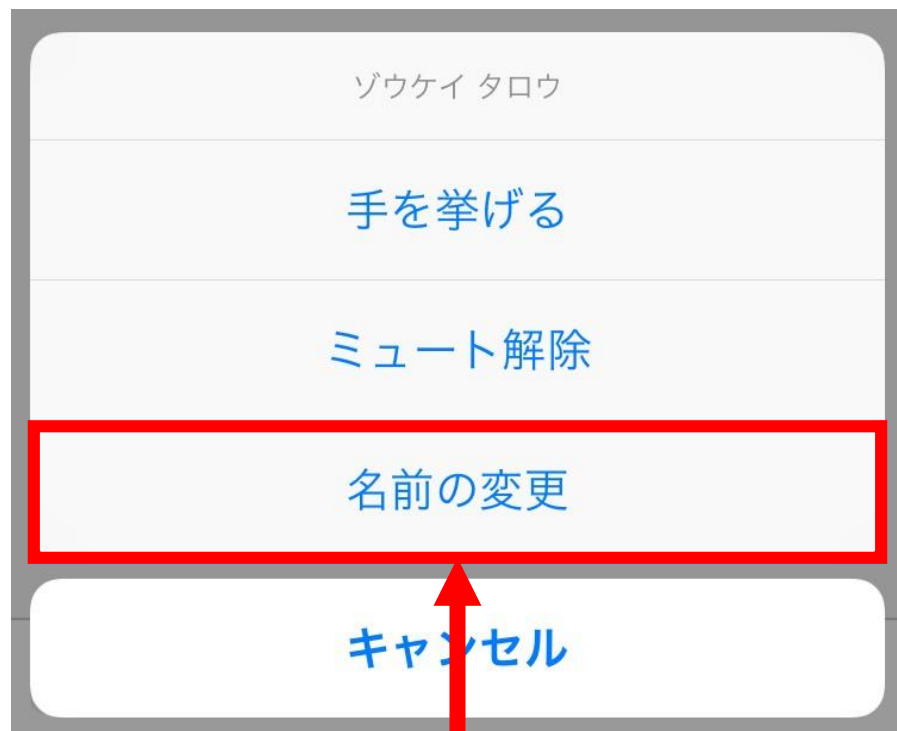 ゾウケイ タロウ
手を挙げる
ミュート解除
名前の変更
キャンセル